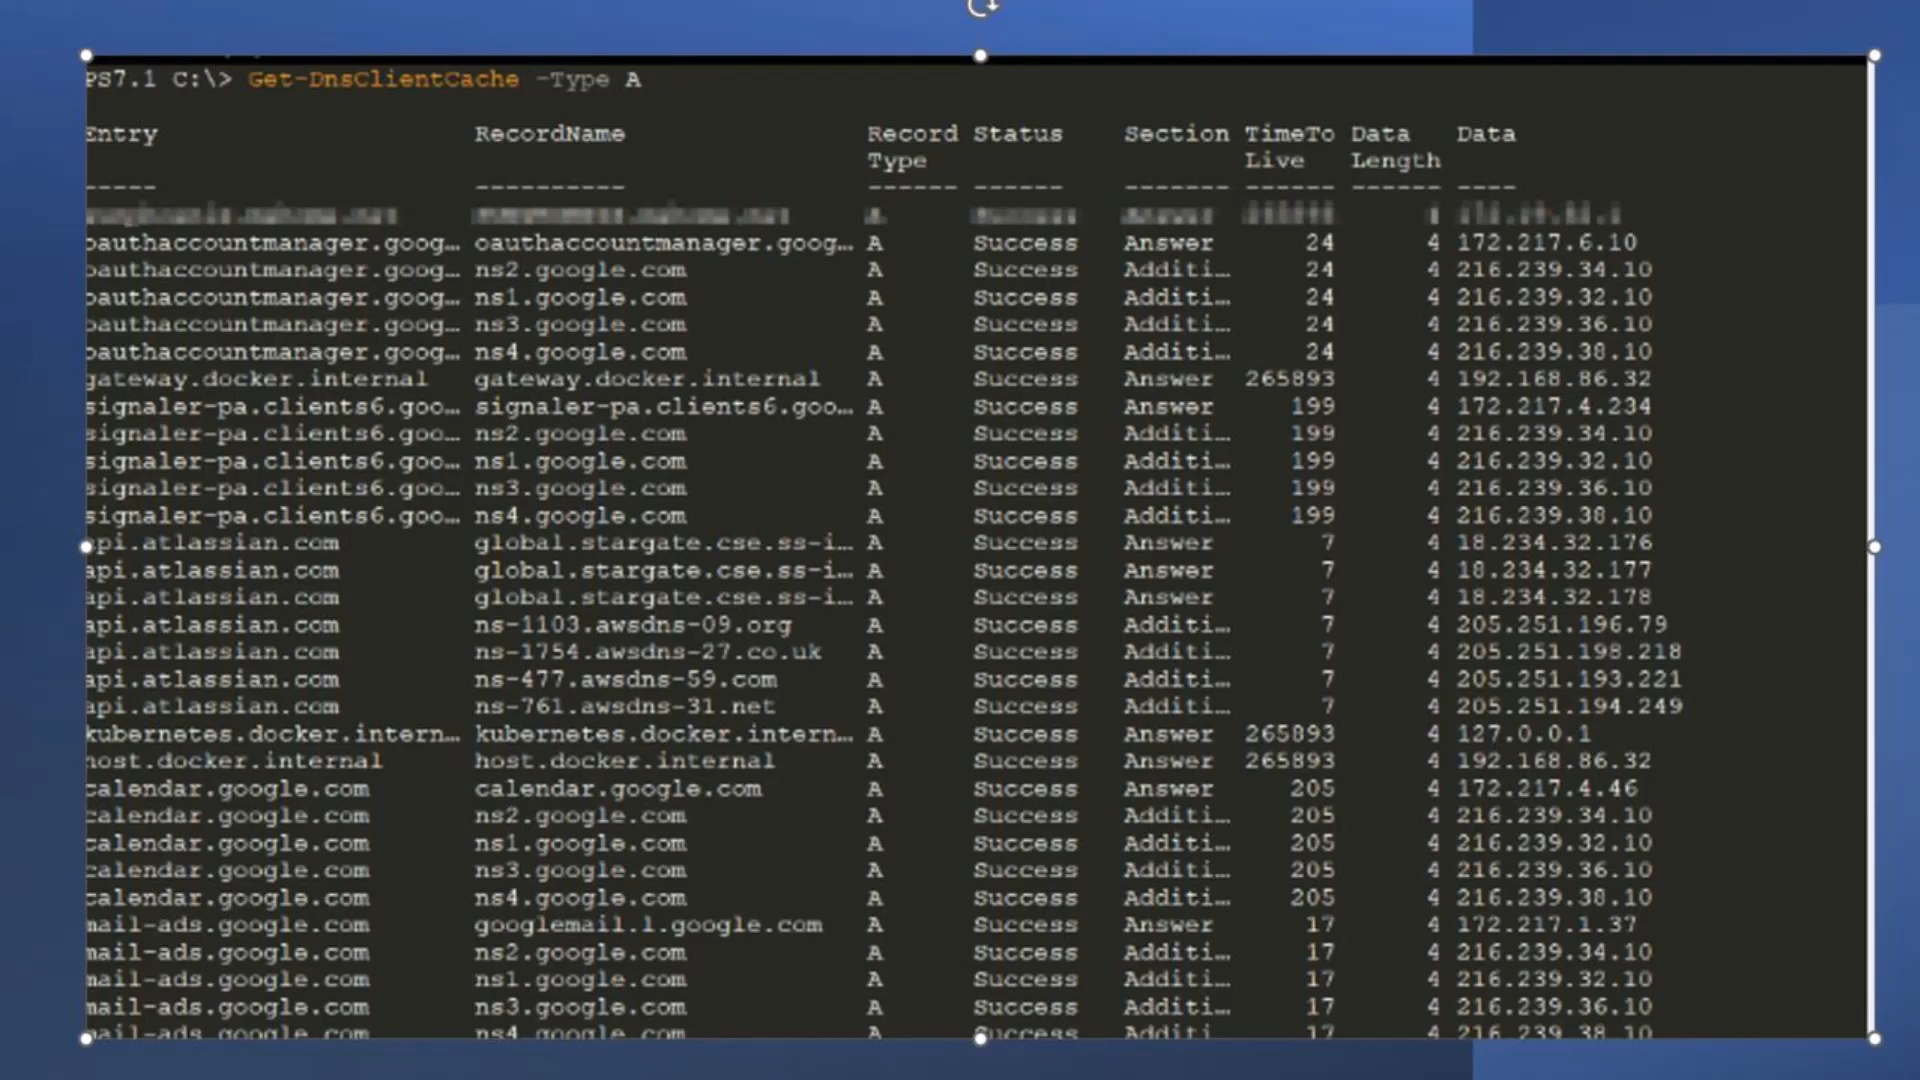 PS7.1 C:\> Get-DnsClientCache -Type A
Entry RecordName Record Status Section TimeTo Data Data
Type Live Length
----- ---------- ------ ------ ------- ------ ------ ----
oauthaccountmanager.goog… oauthaccountmanager.goog… A Success Answer 24 4 172.217.6.10
oauthaccountmanager.goog… ns2.google.com A Success Additi… 24 4 216.239.34.10
oauthaccountmanager.goog… ns1.google.com A Success Additi… 24 4 216.239.32.10
oauthaccountmanager.goog… ns3.google.com A Success Additi… 24 4 216.239.36.10
oauthaccountmanager.goog… ns4.google.com A Success Additi… 24 4 216.239.38.10
gateway.docker.internal gateway.docker.internal A Success Answer 265893 4 192.168.86.32
signaler-pa.clients6.goo… signaler-pa.clients6.goo… A Success Answer 199 4 172.217.4.234
signaler-pa.clients6.goo… ns2.google.com A Success Additi… 199 4 216.239.34.10
signaler-pa.clients6.goo… ns1.google.com A Success Additi… 199 4 216.239.32.10
signaler-pa.clients6.goo… ns3.google.com A Success Additi… 199 4 216.239.36.10
signaler-pa.clients6.goo… ns4.google.com A Success Additi… 199 4 216.239.38.10
api.atlassian.com global.stargate.cse.ss-i… A Success Answer 7 4 18.234.32.176
api.atlassian.com global.stargate.cse.ss-i… A Success Answer 7 4 18.234.32.177
api.atlassian.com global.stargate.cse.ss-i… A Success Answer 7 4 18.234.32.178
api.atlassian.com ns-1103.awsdns-09.org A Success Additi… 7 4 205.251.196.79
api.atlassian.com ns-1754.awsdns-27.co.uk A Success Additi… 7 4 205.251.198.218
api.atlassian.com ns-477.awsdns-59.com A Success Additi… 7 4 205.251.193.221
api.atlassian.com ns-761.awsdns-31.net A Success Additi… 7 4 205.251.194.249
kubernetes.docker.intern… kubernetes.docker.intern… A Success Answer 265893 4 127.0.0.1
host.docker.internal host.docker.internal A Success Answer 265893 4 192.168.86.32
calendar.google.com calendar.google.com A Success Answer 205 4 172.217.4.46
calendar.google.com ns2.google.com A Success Additi… 205 4 216.239.34.10
calendar.google.com ns1.google.com A Success Additi… 205 4 216.239.32.10
calendar.google.com ns3.google.com A Success Additi… 205 4 216.239.36.10
calendar.google.com ns4.google.com A Success Additi… 205 4 216.239.38.10
mail-ads.google.com googlemail.l.google.com A Success Answer 17 4 172.217.1.37
mail-ads.google.com ns2.google.com A Success Additi… 17 4 216.239.34.10
mail-ads.google.com ns1.google.com A Success Additi… 17 4 216.239.32.10
mail-ads.google.com ns3.google.com A Success Additi… 17 4 216.239.36.10
mail-ads.google.com ns4.google.com A Success Additi 17 4 216.239.38.10